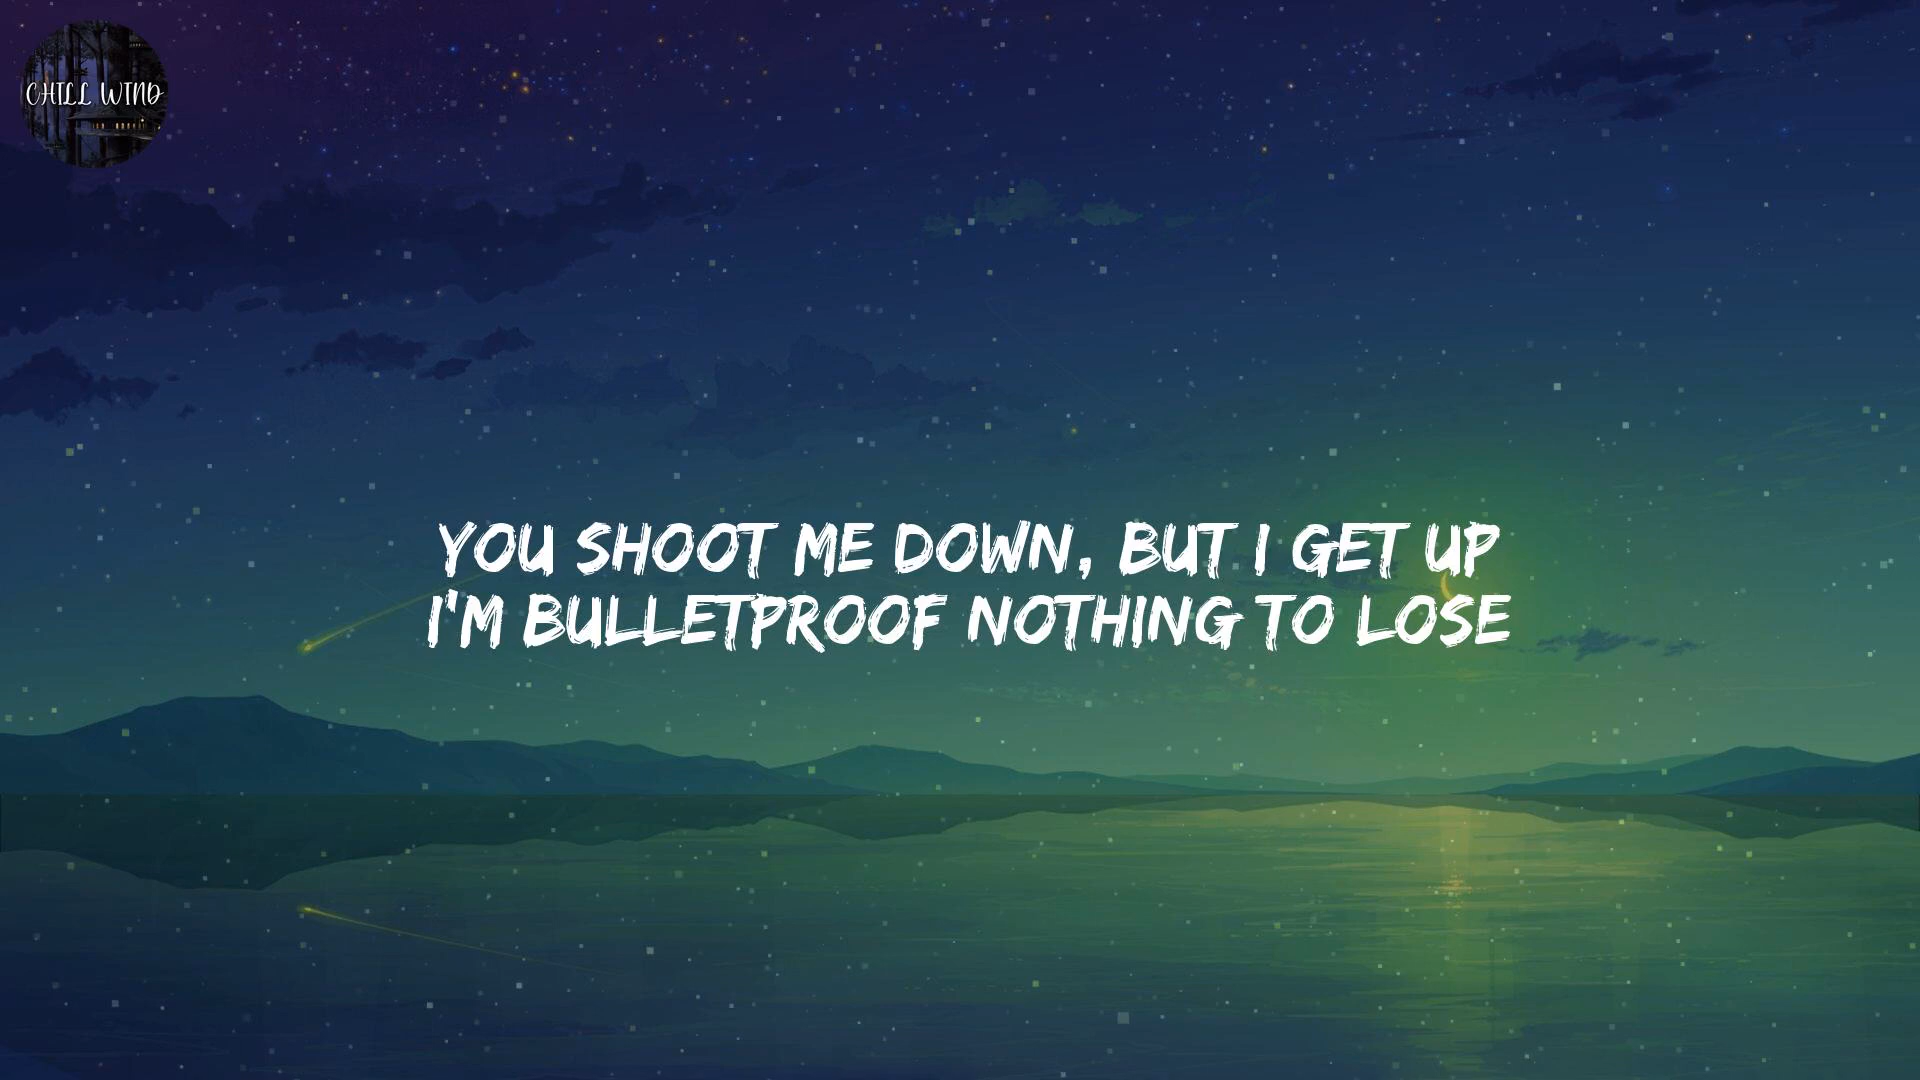 CHILL WIND
YOU SHOOT ME DOWN, BUT I GET UP
I'M BULLETPROOF NOTHING TO LOSE